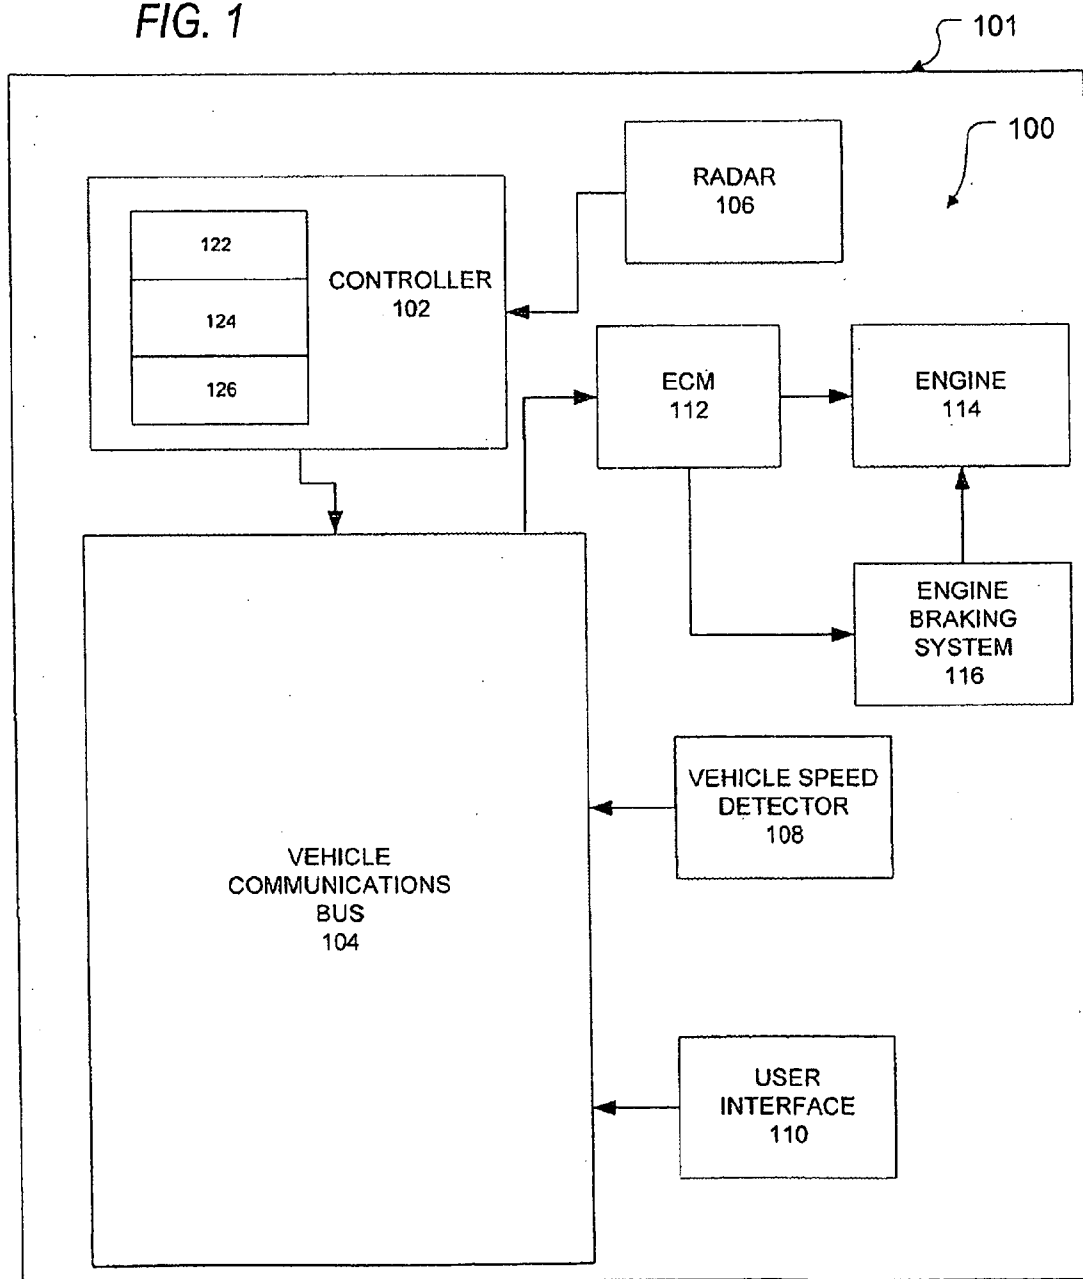 FIG. 1
101
100
RADAR
106
122
124
126
CONTROLLER
102
ECM
112
ENGINE
114
ENGINE
BRAKING
SYSTEM
116
VEHICLE SPEED
DETECTOR
108
VEHICLE
COMMUNICATIONS
BUS
104
USER
INTERFACE
110